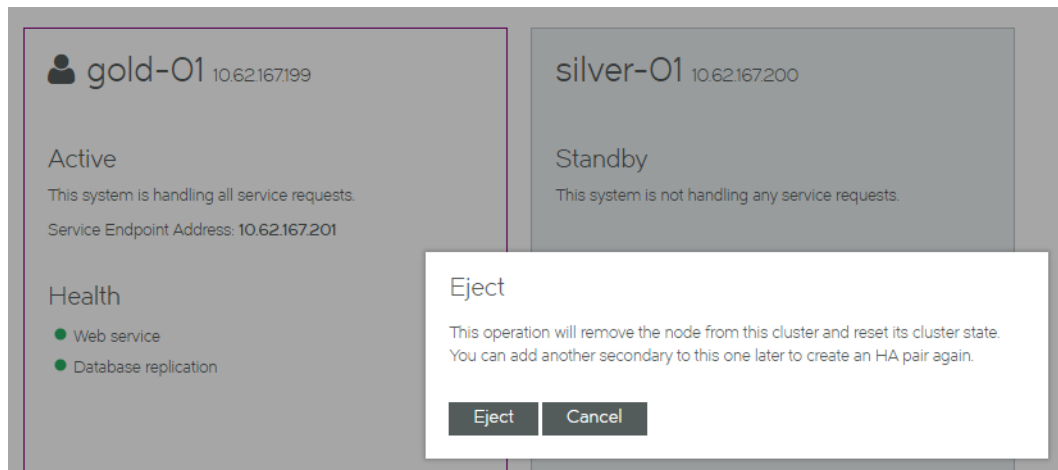 gold-01 10.62.167.199
Active
This system is handling all service requests.
Service Endpoint Address: 10.62.167.201
Health
Web service
Database replication
silver-01 10.62.167.200
Standby
This system is not handling any service requests.
Eject
This operation will remove the node from this cluster and reset its cluster state.
You can add another secondary to this one later to create an HA pair again.
Eject Cancel